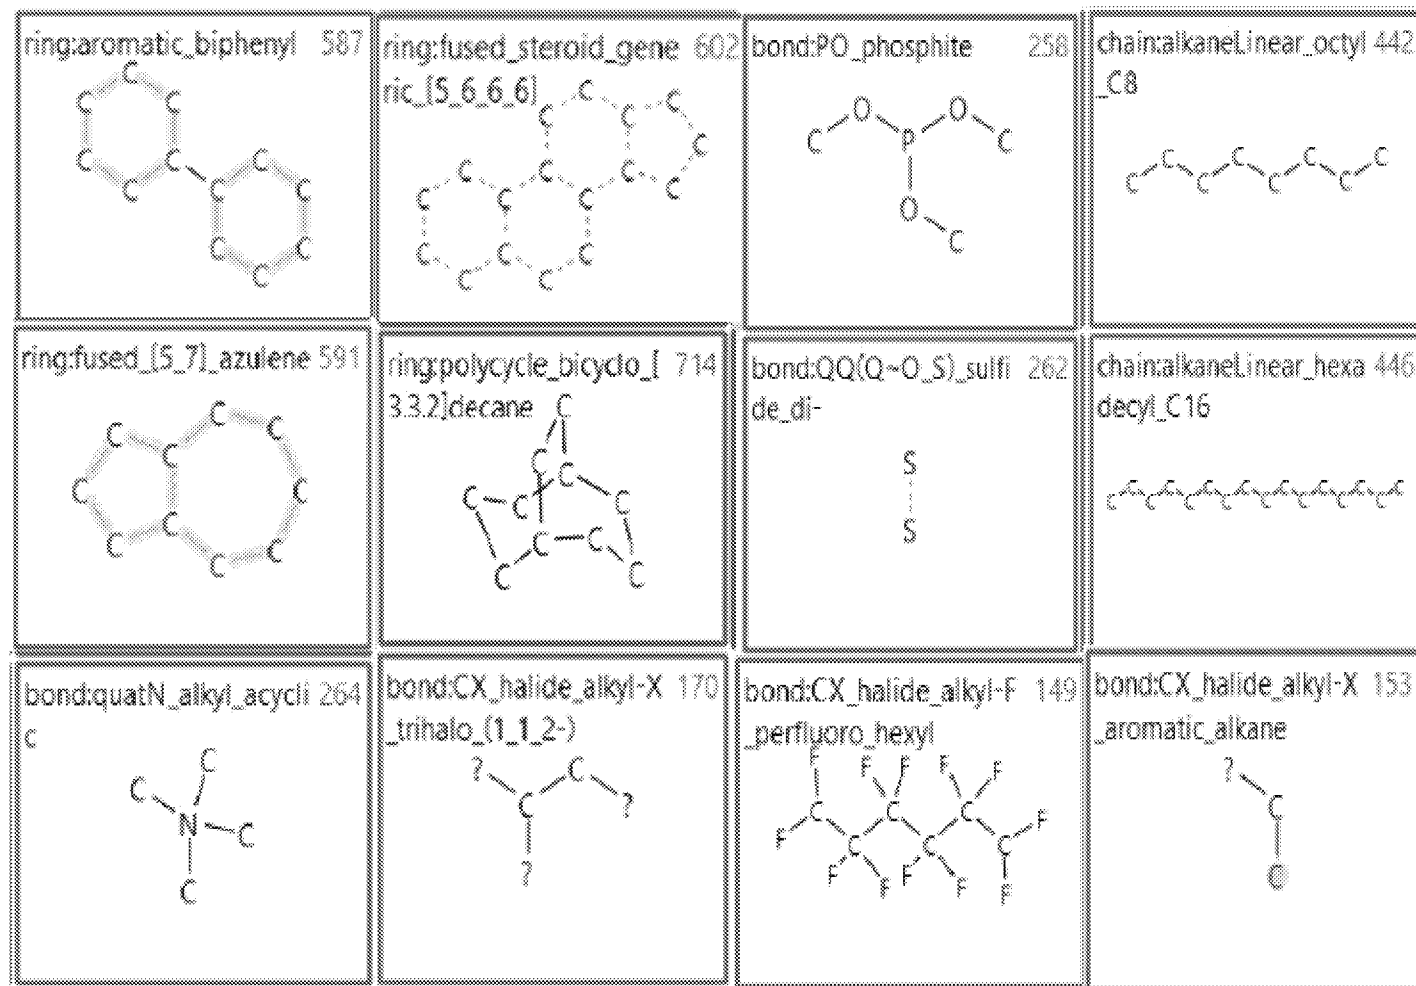 ring:aromatic_biphenyl 587
ring:fused_steroid_gene 602
ric_[5_6_6_6]
bond:PO_phosphite 258
chain:alkaneLinear_octyl 442
_C8
ring:fused_[5_7]_azulene 591
ring:polycycle_bicyclo_[ 714
3.3.2]decane
bond:QQ(Q~O_S)_sulfi 262
de_di-
chain:alkaneLinear_hexa 446
decyl_C16
bond:quatN_alkyl_acycli 264
c
bond:CX_halide_alkyl-X 170
_trihalo_(1_1_2-)
bond:CX_halide_alkyl-F 149
_perfluoro_hexyl
bond:CX_halide_alkyl-X 153
_aromatic_alkane